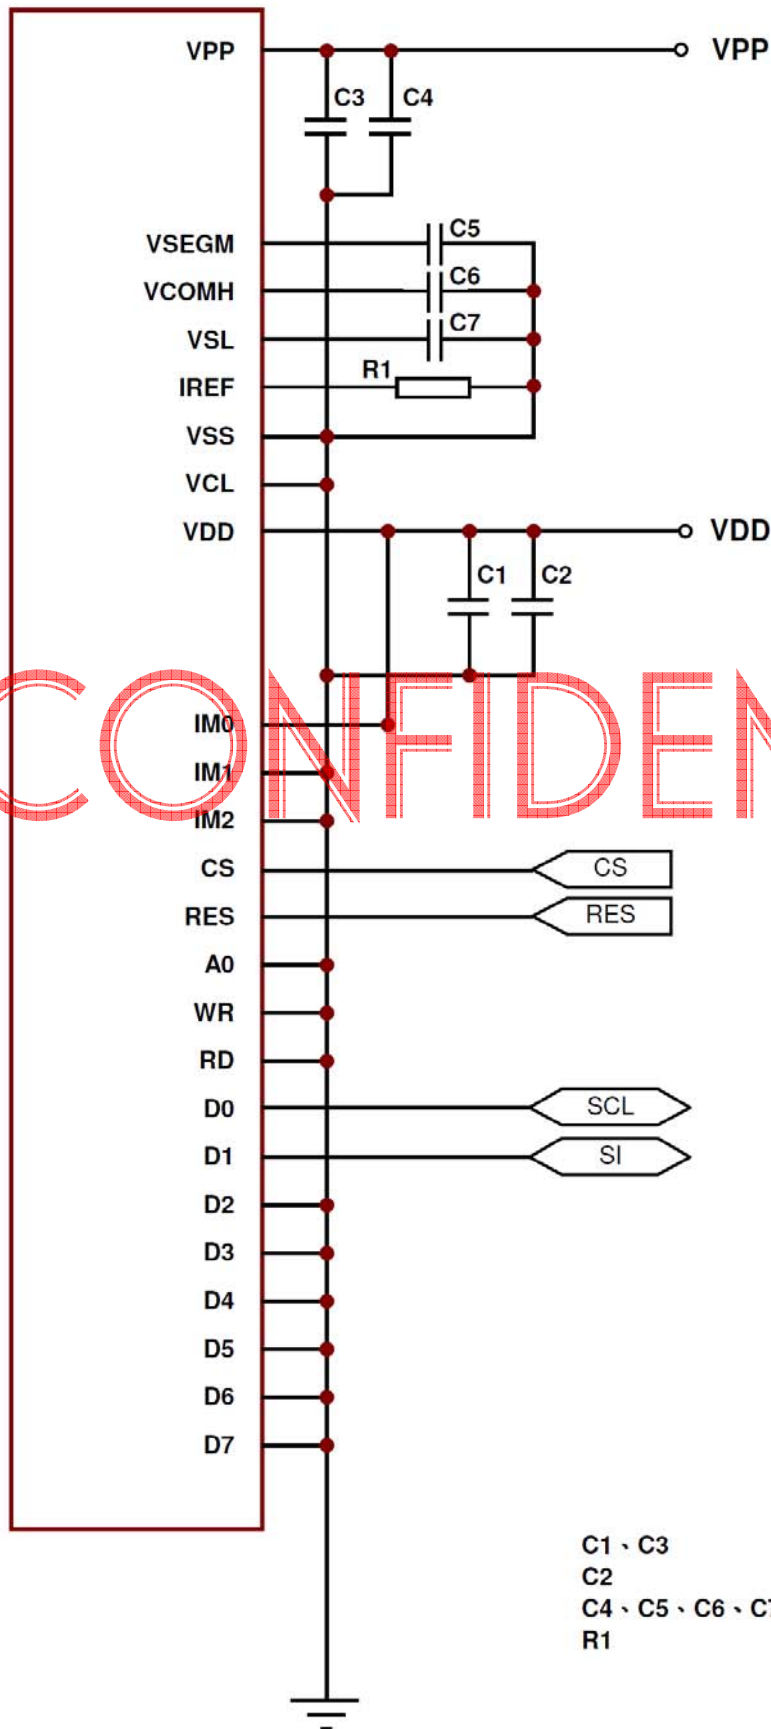 VPP
VPP
C3
C4
VSEGM
C5
VCOMH
C6
VSL
C7
IREF
R1
VSS
VCL
VDD
VDD
C1
C2
CONFIDEN
IM0
IM1
IM2
CS
CS
RES
RES
A0
WR
RD
D0
SCL
D1
SI
D2
D3
D4
D5
D6
D7
C1、C3
C2
C4、C5、C6、C7
R1